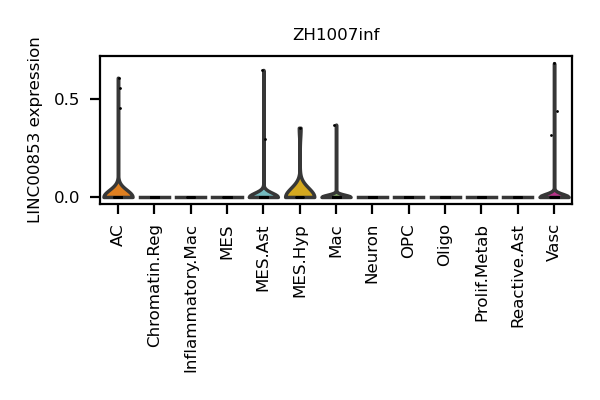 ZH1007inf
LINC00853 expression
0.5
0.0
AC
Chromatin.Reg
Inflammatory.Mac
MES
MES.Ast
MES.Hyp
Mac
Neuron
OPC
Oligo
Prolif.Metab
Reactive.Ast
Vasc